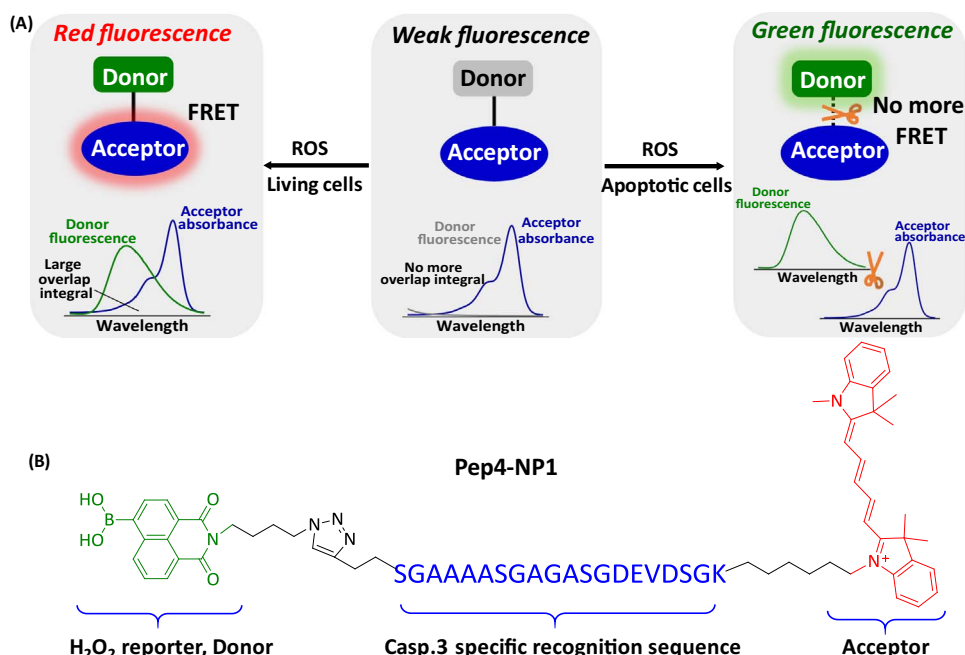 (A)
Red fluorescence
Donor
FRET
Acceptor
Donor
fluorescence
Acceptor
absorbance
Large
overlap
integral
Wavelength
ROS
Living cells
Weak fluorescence
Donor
Acceptor
Donor
fluorescence
Acceptor
absorbance
No more
overlap integral
Wavelength
ROS
Apoptotic cells
Green fluorescence
Donor
No more
FRET
Acceptor
Donor
fluorescence
Acceptor
absorbance
Wavelength
Wavelength
(B)
Pep4-NP1
HO
B
HO
O
N
O
N
N
N
SGAAAASGAGASGDEVDSGK
N
N+
H₂O₂ reporter, Donor
Casp.3 specific recognition sequence
Acceptor